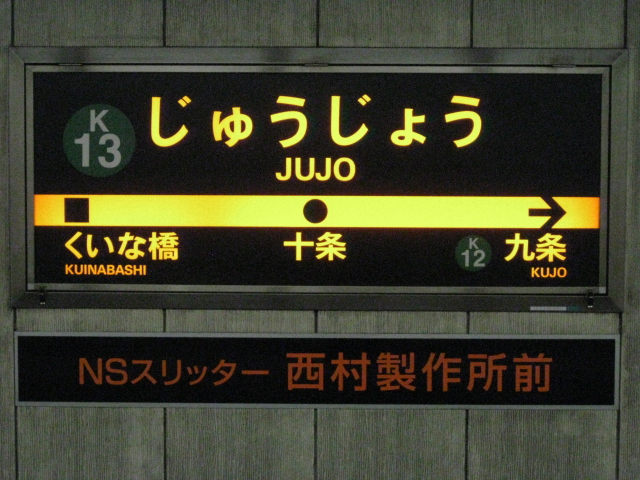 K
13
じゅうじょう
JUJO
くいな橋 十条 K 12 九条
KUINABASHI KUJO
NSスリッター 西村製作所前